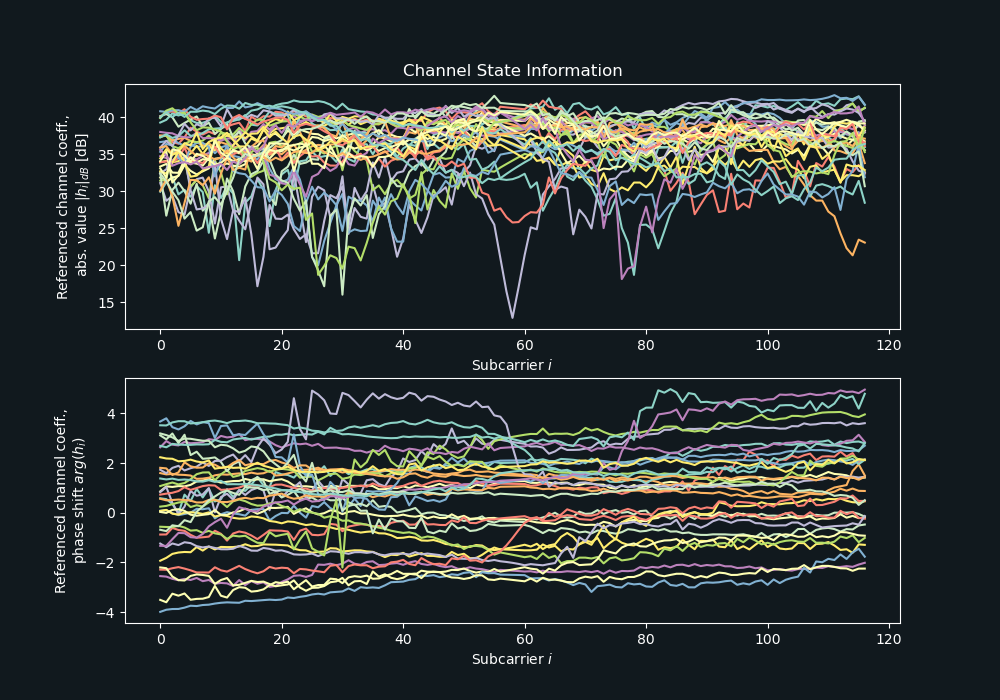 Channel State Information
Referenced channel coeff.,
abs. value |h_i|_{dB} [dB]
40
35
30
25
20
15
0 20 40 60 80 100 120
Subcarrier i
Referenced channel coeff.,
phase shift arg(h_i)
4
2
0
−2
−4
0 20 40 60 80 100 120
Subcarrier i